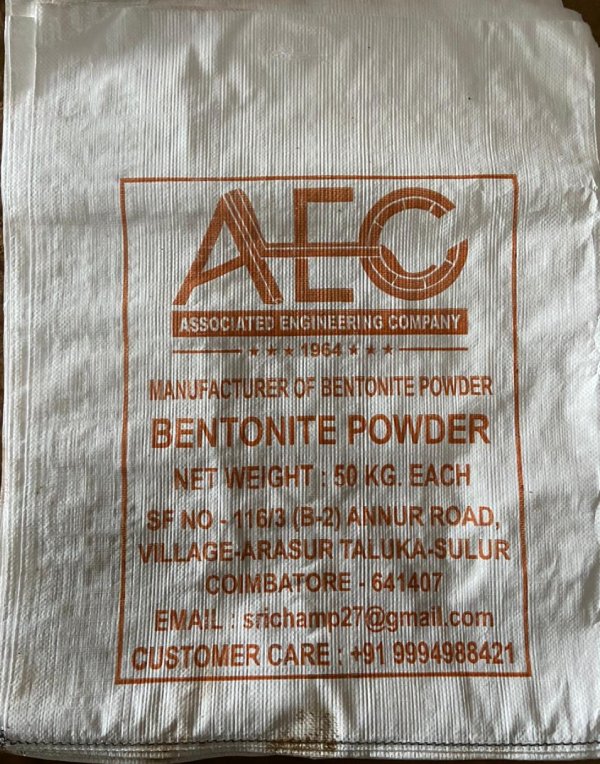 AEC
ASSOCIATED ENGINEERING COMPANY
★★★ 1964 ★★★
MANUFACTURER OF BENTONITE POWDER
BENTONITE POWDER
NET WEIGHT : 50 KG. EACH
SF NO - 116/3 (B-2) ANNUR ROAD,
VILLAGE-ARASUR TALUKA-SULUR
COIMBATORE - 641407
EMAIL : srichamp27@gmail.com
CUSTOMER CARE : +91 9994988421